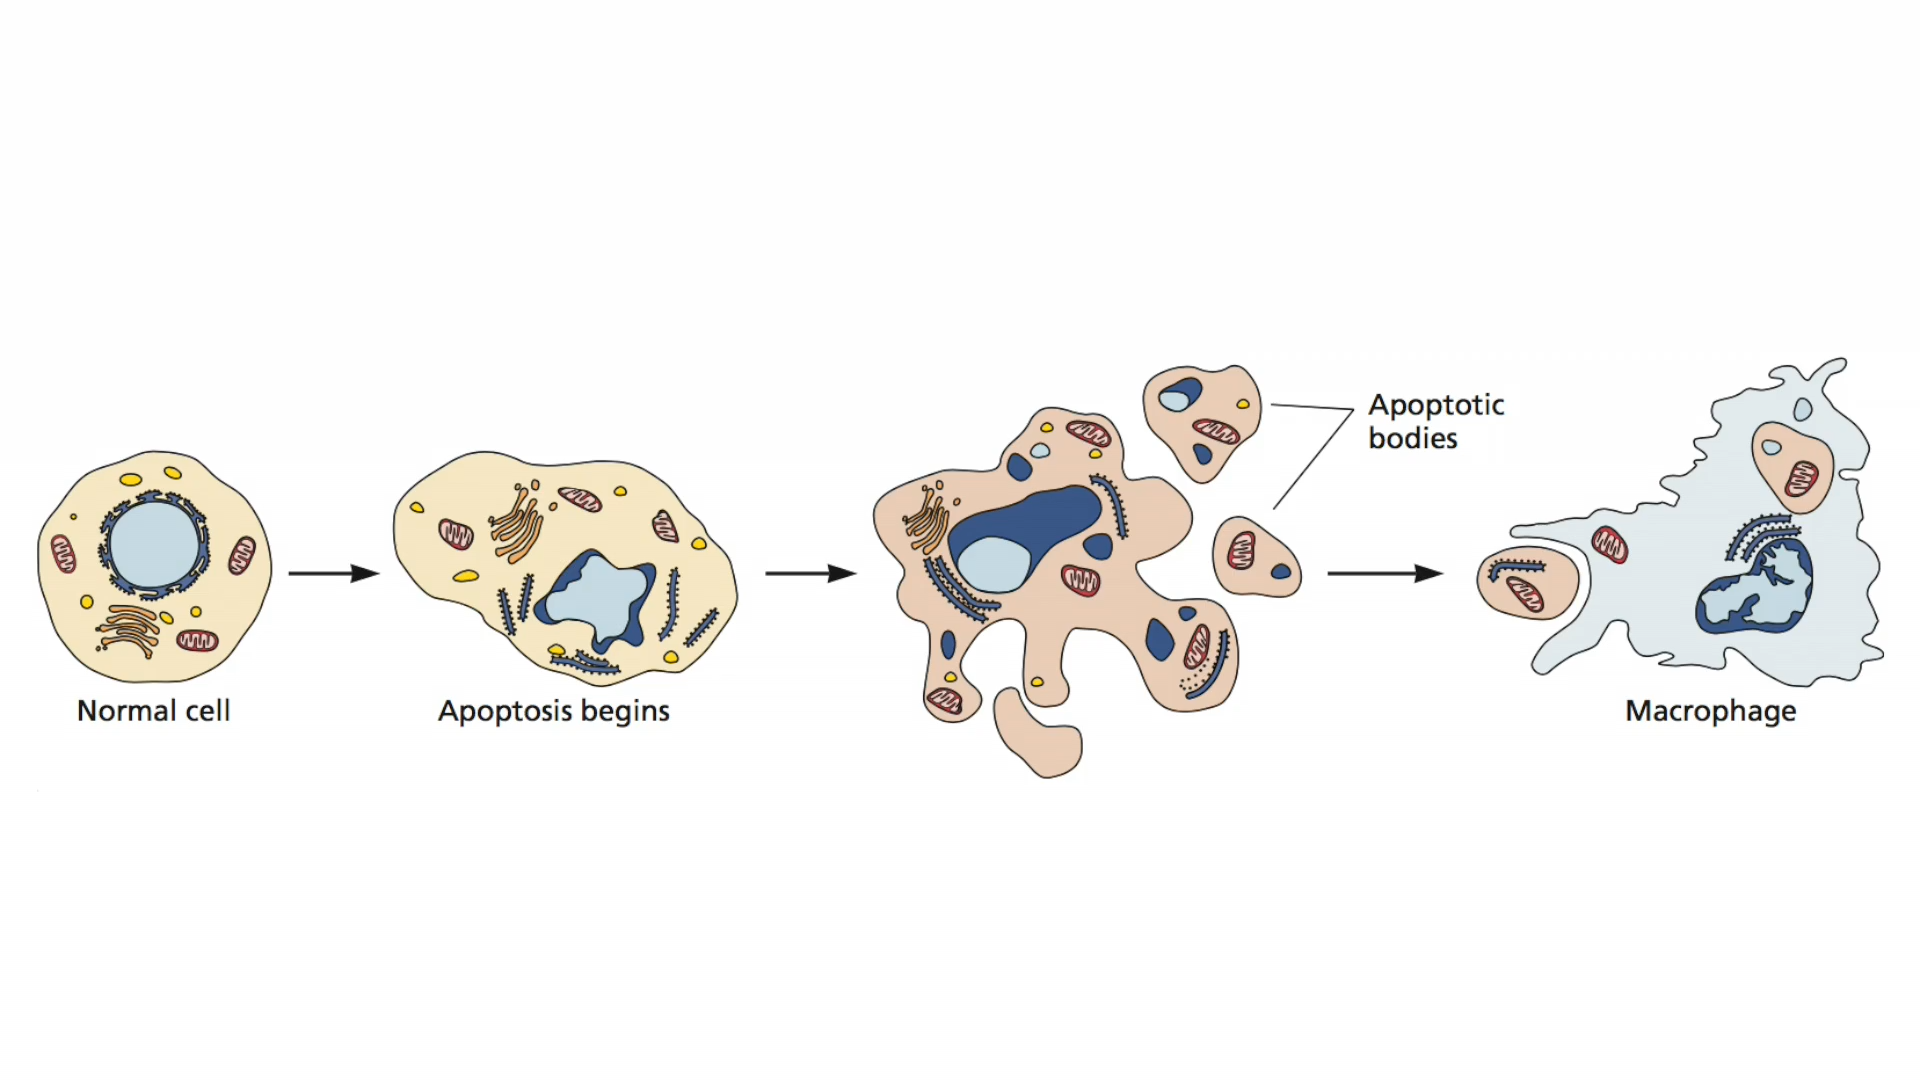 Normal cell
Apoptosis begins
Apoptotic
bodies
Macrophage